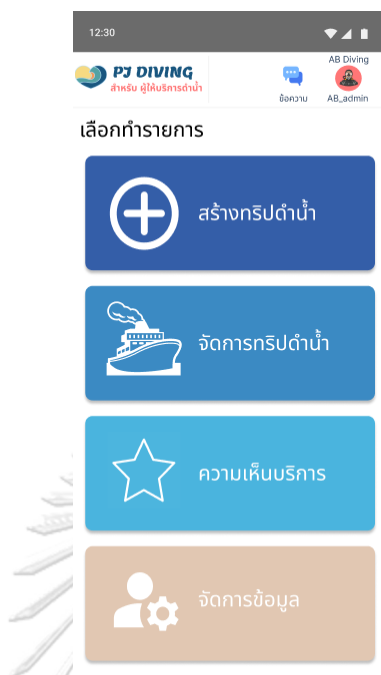 12:30
AB Diving
PJ DIVING
สำหรับ ผู้ให้บริการดำน้ำ
ข้อความ
AB_admin
เลือกทำรายการ
สร้างทริปดำน้ำ
จัดการทริปดำน้ำ
ความเห็นบริการ
จัดการข้อมูล